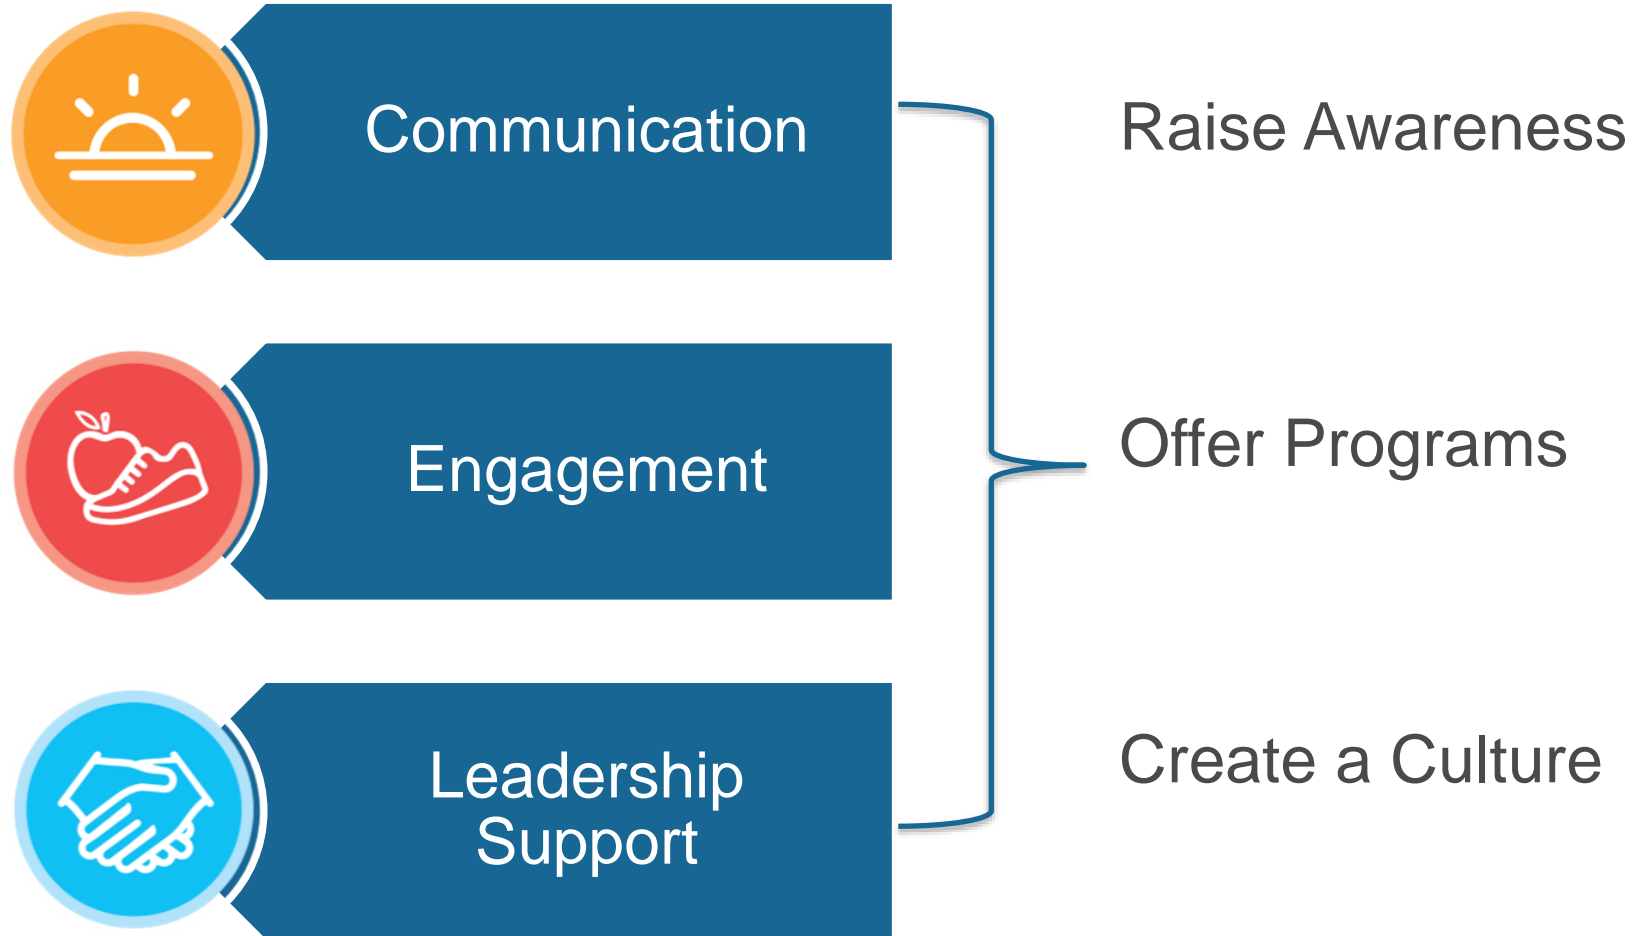 Communication
Raise Awareness
Engagement
Offer Programs
Leadership
Support
Create a Culture